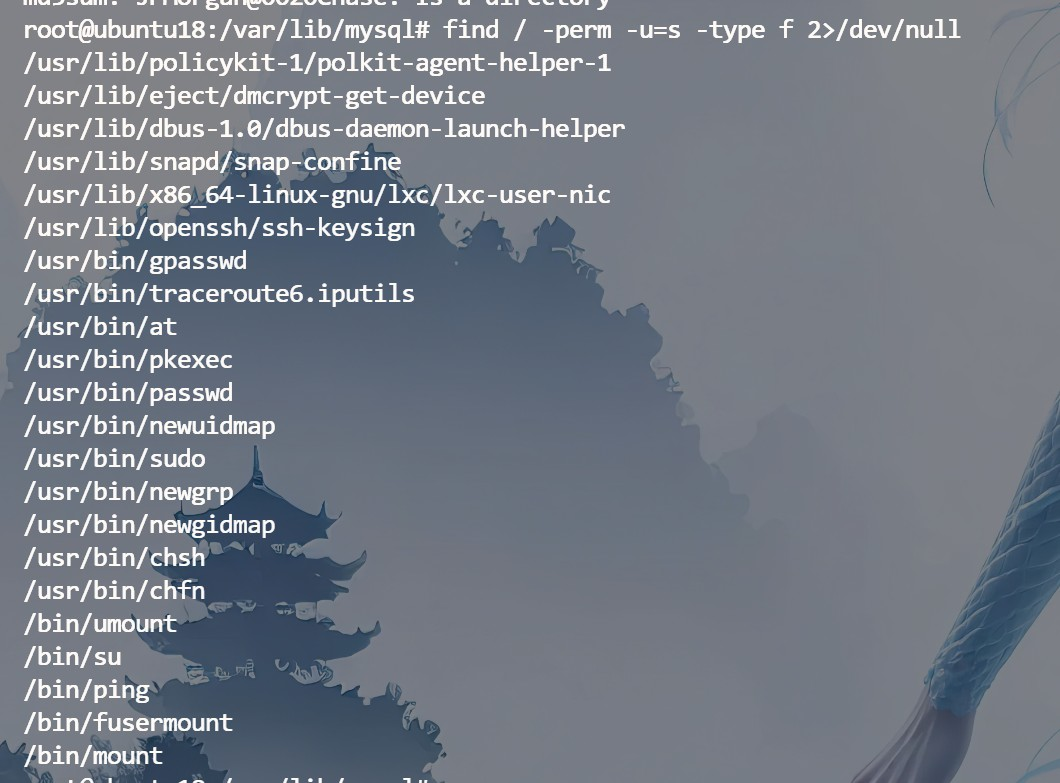 root@ubuntu18:/var/lib/mysql# find / -perm -u=s -type f 2>/dev/null
/usr/lib/policykit-1/polkit-agent-helper-1
/usr/lib/eject/dmcrypt-get-device
/usr/lib/dbus-1.0/dbus-daemon-launch-helper
/usr/lib/snapd/snap-confine
/usr/lib/x86_64-linux-gnu/lxc/lxc-user-nic
/usr/lib/openssh/ssh-keysign
/usr/bin/gpasswd
/usr/bin/traceroute6.iputils
/usr/bin/at
/usr/bin/pkexec
/usr/bin/passwd
/usr/bin/newuidmap
/usr/bin/sudo
/usr/bin/newgrp
/usr/bin/newgidmap
/usr/bin/chsh
/usr/bin/chfn
/bin/umount
/bin/su
/bin/ping
/bin/fusermount
/bin/mount